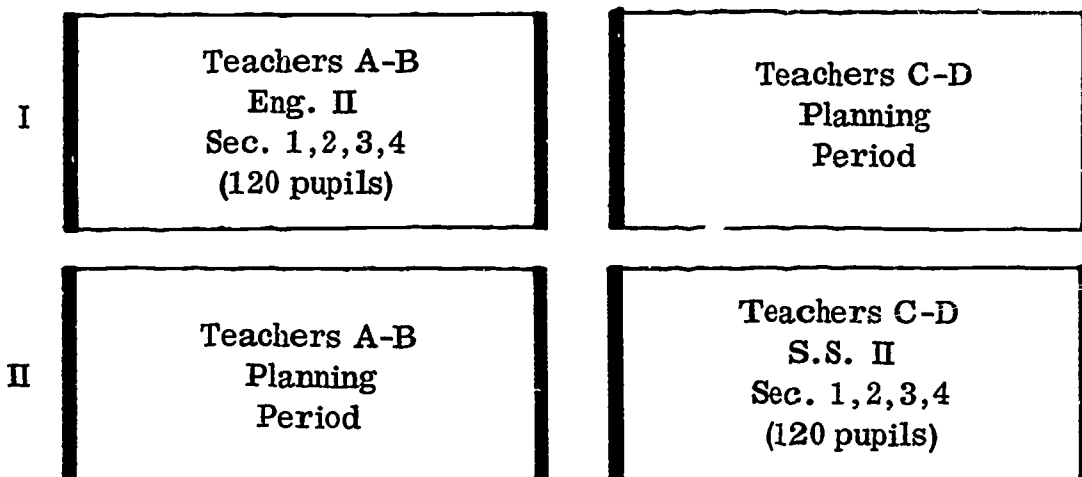 I
Teachers A-B
Eng. II
Sec. 1,2,3,4
(120 pupils)
Teachers C-D
Planning
Period
II
Teachers A-B
Planning
Period
Teachers C-D
S.S. II
Sec. 1,2,3,4
(120 pupils)